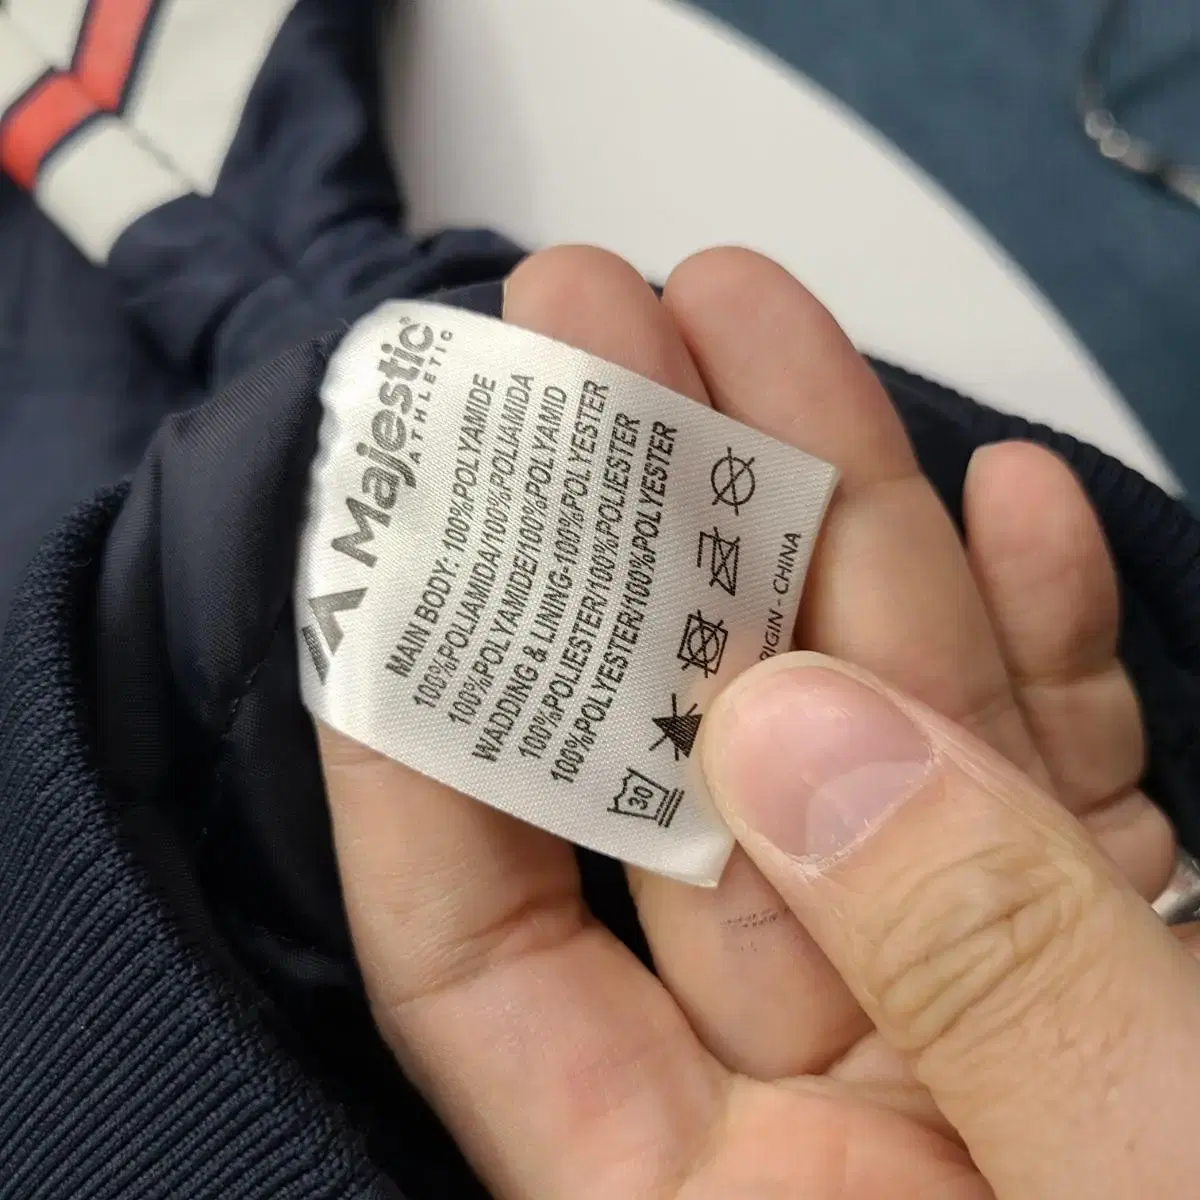 Majestic®
ATHLETIC
MAIN BODY: 100%POLYAMIDE
100%POLIAMIDA/100%POLIAMIDA
100%POLYAMIDE/100%POLYAMID
WADDING & LINING-100%POLYESTER
100%POLIESTER/100%POLIESTER
100%POLYESTER/100%POLYESTER
30
RIGIN - CHINA